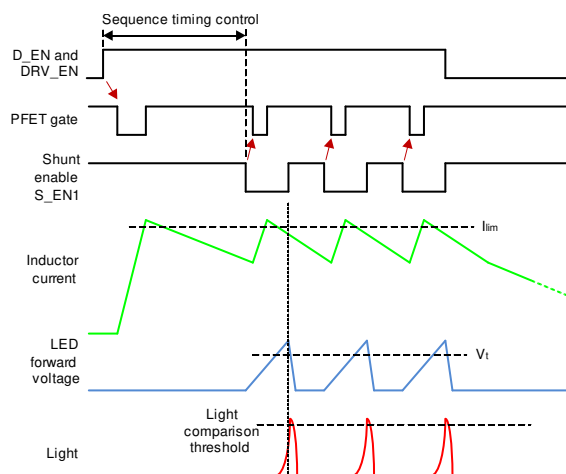 Sequence timing control
D_EN and
DRV_EN
PFET gate
Shunt
enable
S_EN1
Ilim
Inductor
current
LED
forward
voltage
Vt
Light
comparison
threshold
Light